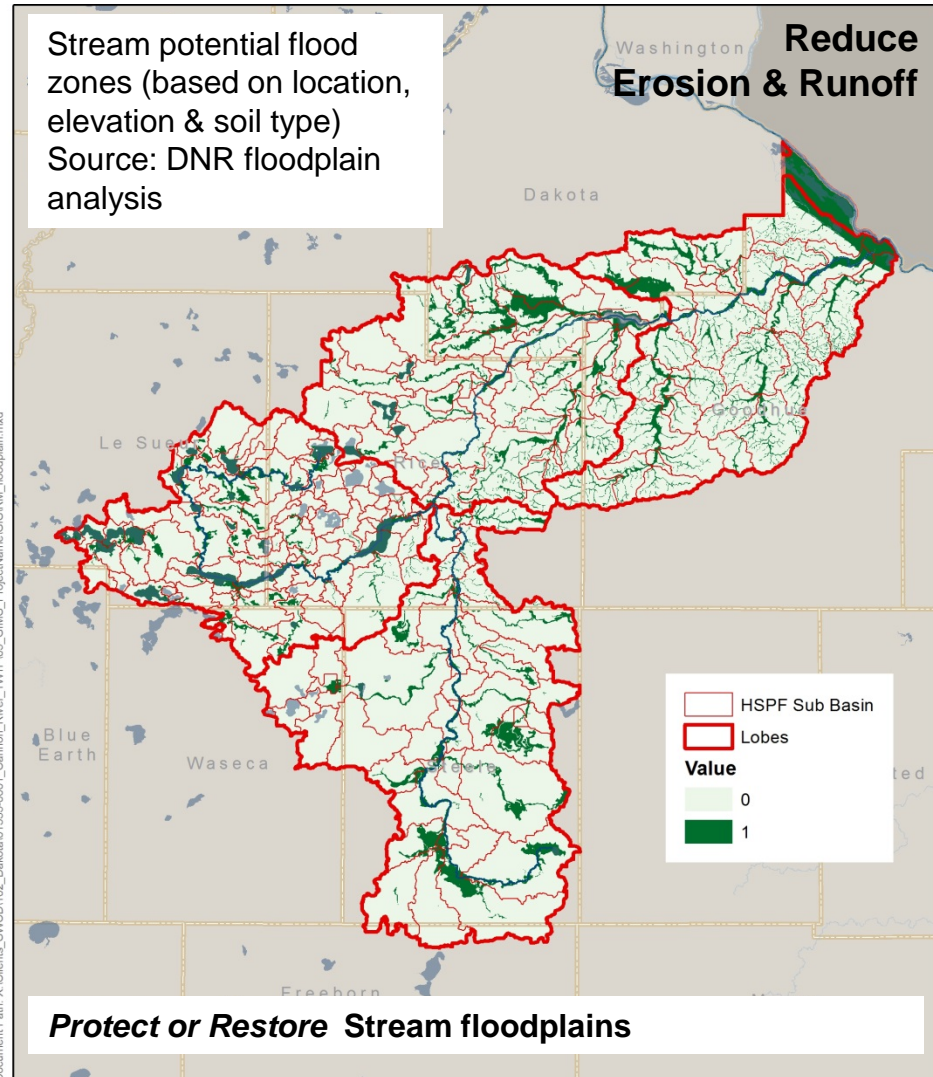 Stream potential flood
zones (based on location,
elevation & soil type)
Source: DNR floodplain
analysis
Reduce
Erosion & Runoff
Washington
Dakota
Goodhue
Le Sueur
Rice
Blue
Earth
Waseca
Steele
HSPF Sub Basin
Lobes
Value
0
1
Freeborn
Protect or Restore Stream floodplains